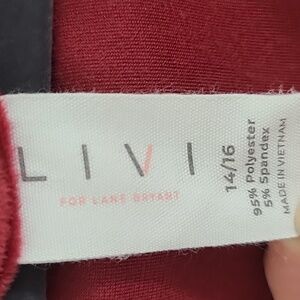 LIVI
FOR LANE BRYANT
14/16
95% Polyester
5% Spandex
MADE IN VIETNAM